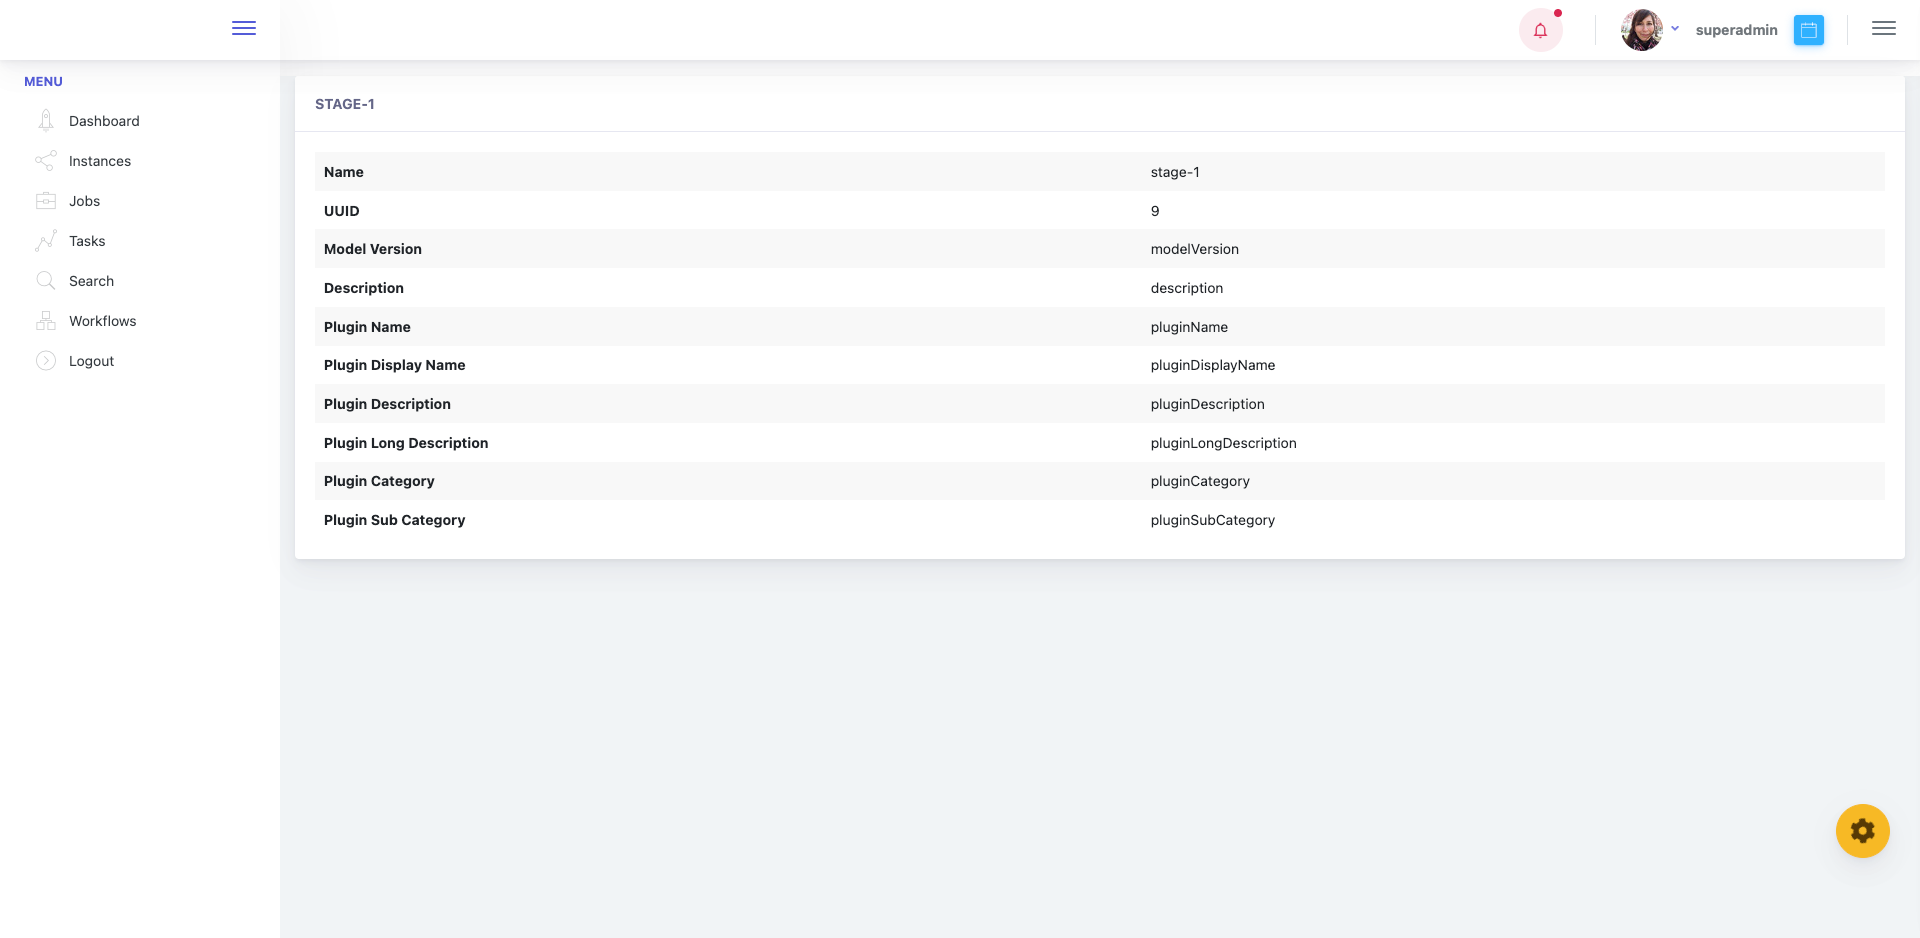 superadmin
MENU
Dashboard
Instances
Jobs
Tasks
Search
Workflows
Logout
STAGE-1
Name stage-1
UUID 9
Model Version modelVersion
Description description
Plugin Name pluginName
Plugin Display Name pluginDisplayName
Plugin Description pluginDescription
Plugin Long Description pluginLongDescription
Plugin Category pluginCategory
Plugin Sub Category pluginSubCategory